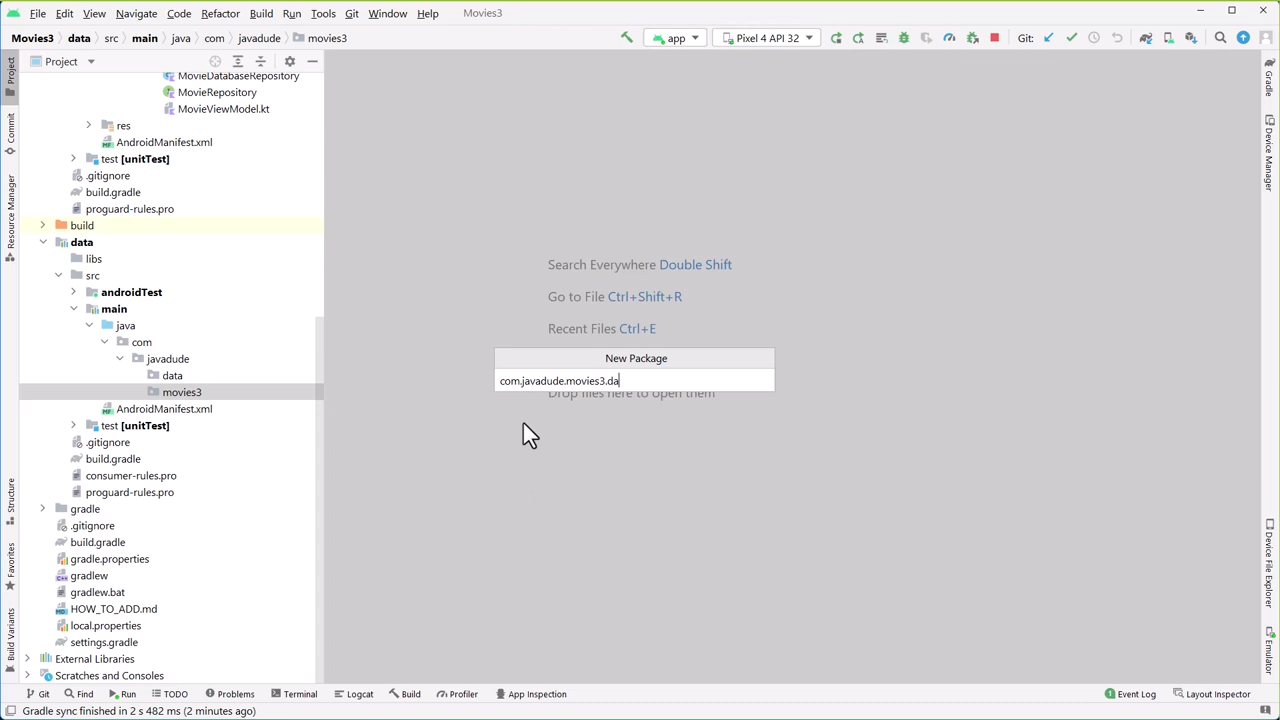 File Edit View Navigate Code Refactor Build Run Tools Git Window Help Movies3
Movies3 data src main java com javadude movies3 app Pixel 4 API 32 Git:
Project
MovieDatabaseRepository
MovieRepository
MovieViewModel.kt
res
AndroidManifest.xml
test [unitTest]
.gitignore
build.gradle
proguard-rules.pro
build
data
libs
src
androidTest
main
java
com
javadude
data
movies3
AndroidManifest.xml
test [unitTest]
.gitignore
build.gradle
consumer-rules.pro
proguard-rules.pro
gradle
.gitignore
build.gradle
gradle.properties
gradlew
gradlew.bat
HOW_TO_ADD.md
local.properties
settings.gradle
External Libraries
Scratches and Consoles
Project
Commit
Resource Manager
Structure
Favorites
Build Variants
Search Everywhere Double Shift
Go to File Ctrl+Shift+R
Recent Files Ctrl+E
New Package
com.javadude.movies3.da
Drop files here to open them
Gradle
Device Manager
Device File Explorer
Emulator
Git Find Run TODO Problems Terminal Logcat Build Profiler App Inspection Event Log Layout Inspector
Gradle sync finished in 2 s 482 ms (2 minutes ago)